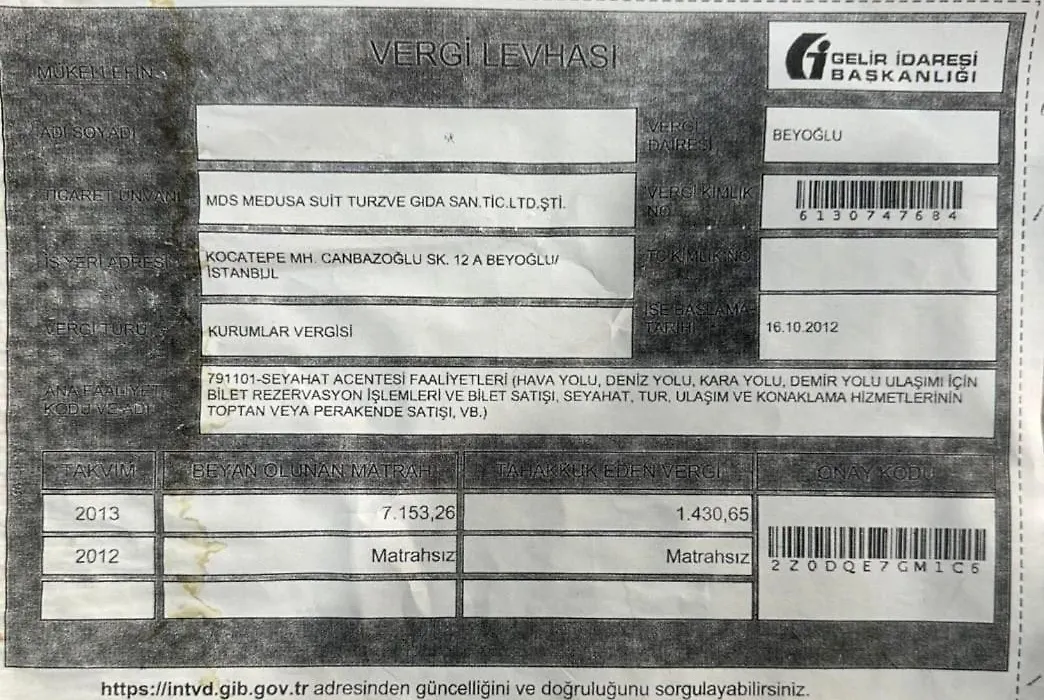 VERGİ LEVHASI
GELİR İDARESİ
BAŞKANLIĞI
MÜKELLEFİN
ADI SOYADI
VERGİ
DAİRESİ
BEYOĞLU
TİCARET ÜNVANI
MDS MEDUSA SUİT TURZVE GIDA SAN.TİC.LTD.ŞTİ.
VERGİ KİMLİK
NO
6130747684
İŞ YERİ ADRESİ
KOCATEPE MH. CANBAZOĞLU SK. 12 A BEYOĞLU/
İSTANBUL
TC KİMLİK NO
VERGİ TÜRÜ
KURUMLAR VERGİSİ
İŞE BAŞLAMA
TARİHİ
16.10.2012
ANA FAALİYET
KODU VE ADI
791101-SEYAHAT ACENTESİ FAALİYETLERİ (HAVA YOLU, DENİZ YOLU, KARA YOLU, DEMİR YOLU ULAŞIMI İÇİN
BİLET REZERVASYON İŞLEMLERİ VE BİLET SATIŞI, SEYAHAT, TUR, ULAŞIM VE KONAKLAMA HİZMETLERİNİN
TOPTAN VEYA PERAKENDE SATIŞI, VB.)
TAKVİM
BEYAN OLUNAN MATRAH
TAHAKKUK EDEN VERGİ
ONAY KODU
2013
7.153,26
1.430,65
2012
Matrahsız
Matrahsız
2Z0DQE7GM1C6
https://intvd.gib.gov.tr adresinden güncelliğini ve doğruluğunu sorgulayabilirsiniz.